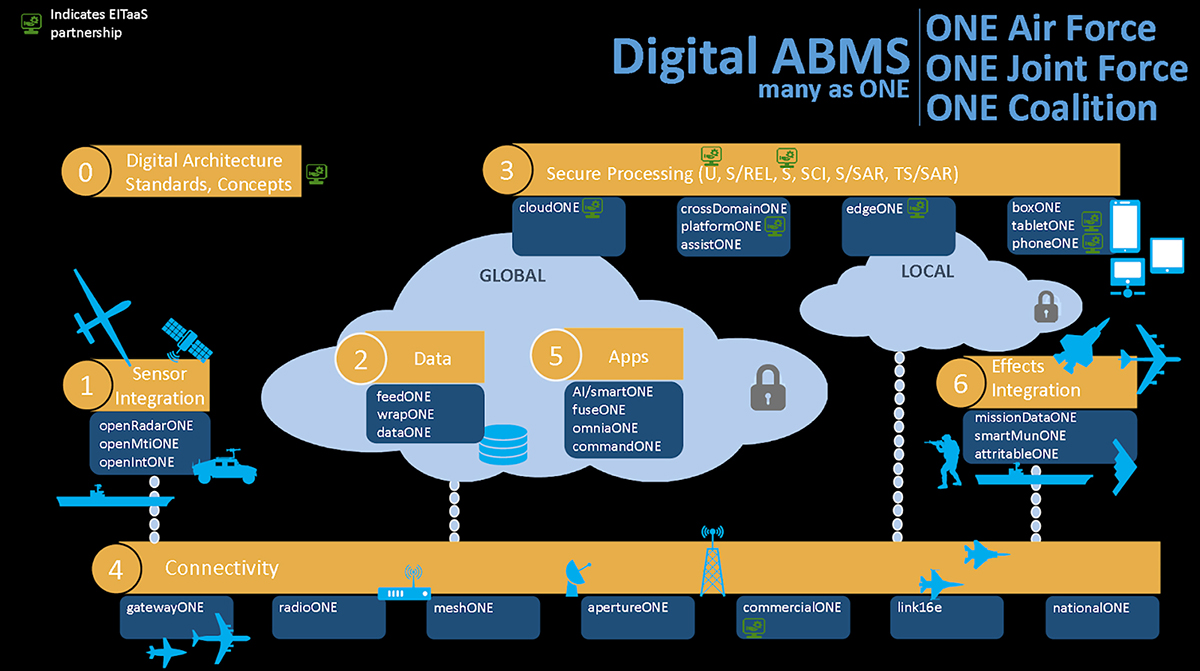 Indicates EITaaS
partnership
Digital ABMS
many as ONE
ONE Air Force
ONE Joint Force
ONE Coalition
0
Digital Architecture
Standards, Concepts
3
Secure Processing (U, S/REL, S, SCI, S/SAR, TS/SAR)
cloudONE
crossDomainONE
platformONE
assistONE
edgeONE
boxONE
tabletONE
phoneONE
GLOBAL
LOCAL
1
Sensor
Integration
openRadarONE
openMtiONE
openIntONE
2
Data
feedONE
wrapONE
dataONE
5
Apps
AI/smartONE
fuseONE
omniaONE
commandONE
6
Effects
Integration
missionDataONE
smartMunONE
attritableONE
4
Connectivity
gatewayONE
radioONE
meshONE
apertureONE
commercialONE
link16e
nationalONE